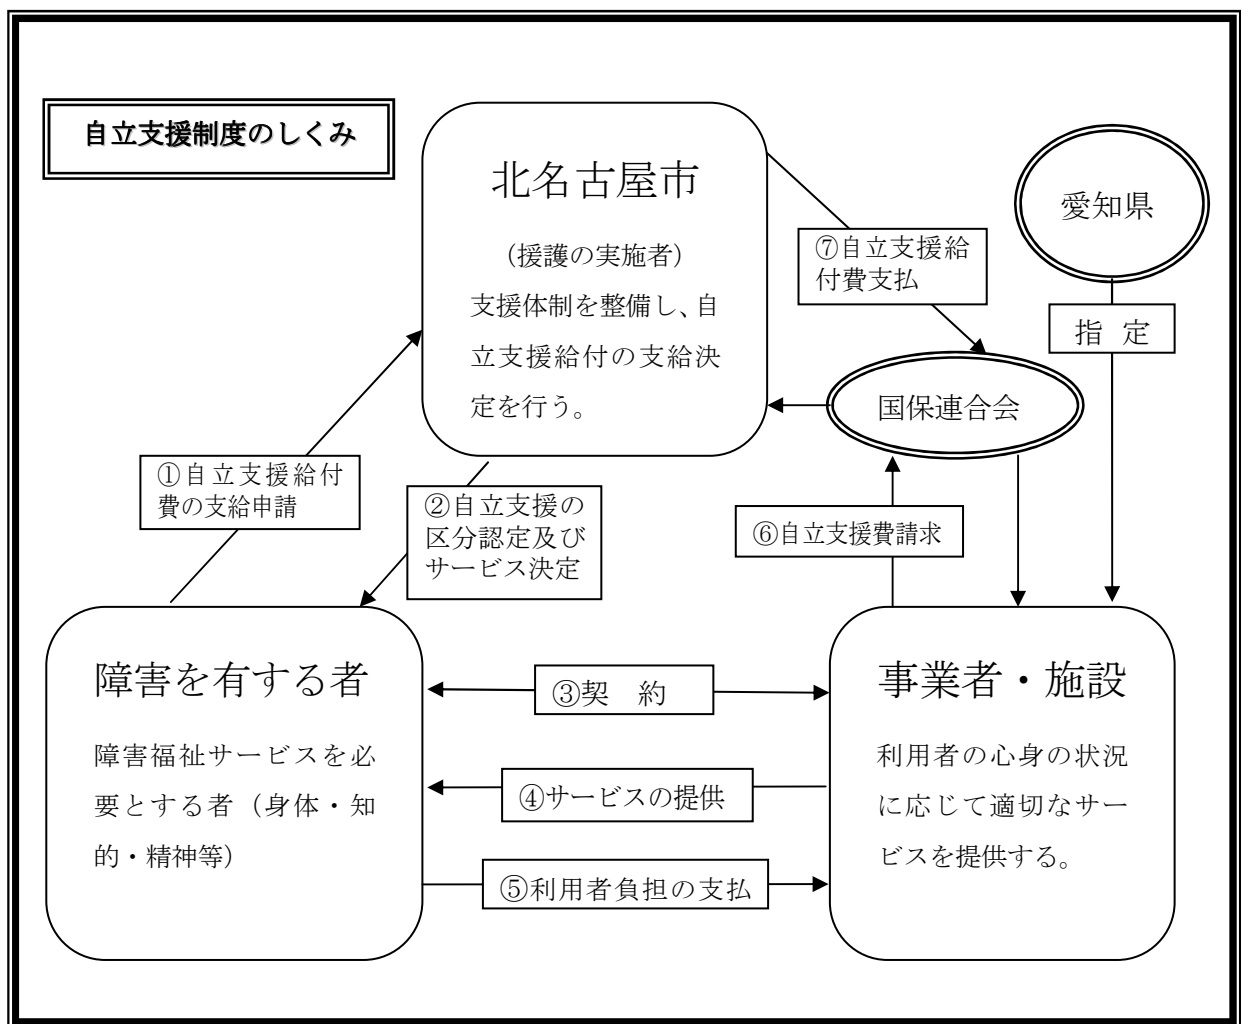 自立支援制度のしくみ
北名古屋市
（援護の実施者）
支援体制を整備し、自
立支援給付の支給決
定を行う。
愛知県
⑦自立支援給
付費支払
指　定
国保連合会
①自立支援給付
費の支給申請
②自立支援の
区分認定及び
サービス決定
⑥自立支援費請求
障害を有する者
障害福祉サービスを必
要とする者（身体・知
的・精神等）
③契　約
④サービスの提供
⑤利用者負担の支払
事業者・施設
利用者の心身の状況
に応じて適切なサー
ビスを提供する。